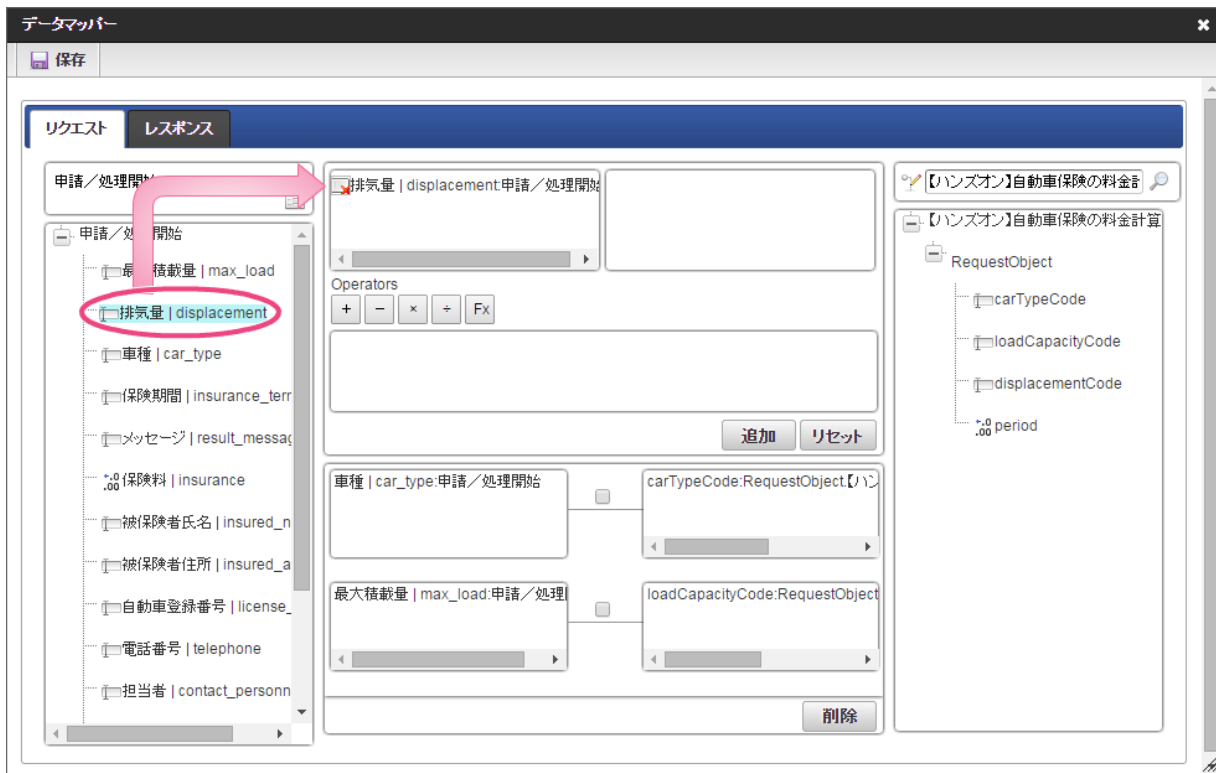 データマッパー
保存
リクエスト
レスポンス
申請／処理開始
申請／処理開始
最 積載量 | max_load
排気量 | displacement
車種 | car_type
保険期間 | insurance_terr
メッセージ | result_messag
保険料 | insurance
被保険者氏名 | insured_n
被保険者住所 | insured_a
自動車登録番号 | license_
電話番号 | telephone
担当者 | contact_personn
排気量 | displacement:申請／処理開始
Operators
+ − × ÷ Fx
追加
リセット
車種 | car_type:申請／処理開始
carTypeCode:RequestObject.【ハン
最大積載量 | max_load:申請／処理
loadCapacityCode:RequestObject
削除
【ハンズオン】自動車保険の料金計
【ハンズオン】自動車保険の料金計算
RequestObject
carTypeCode
loadCapacityCode
displacementCode
period